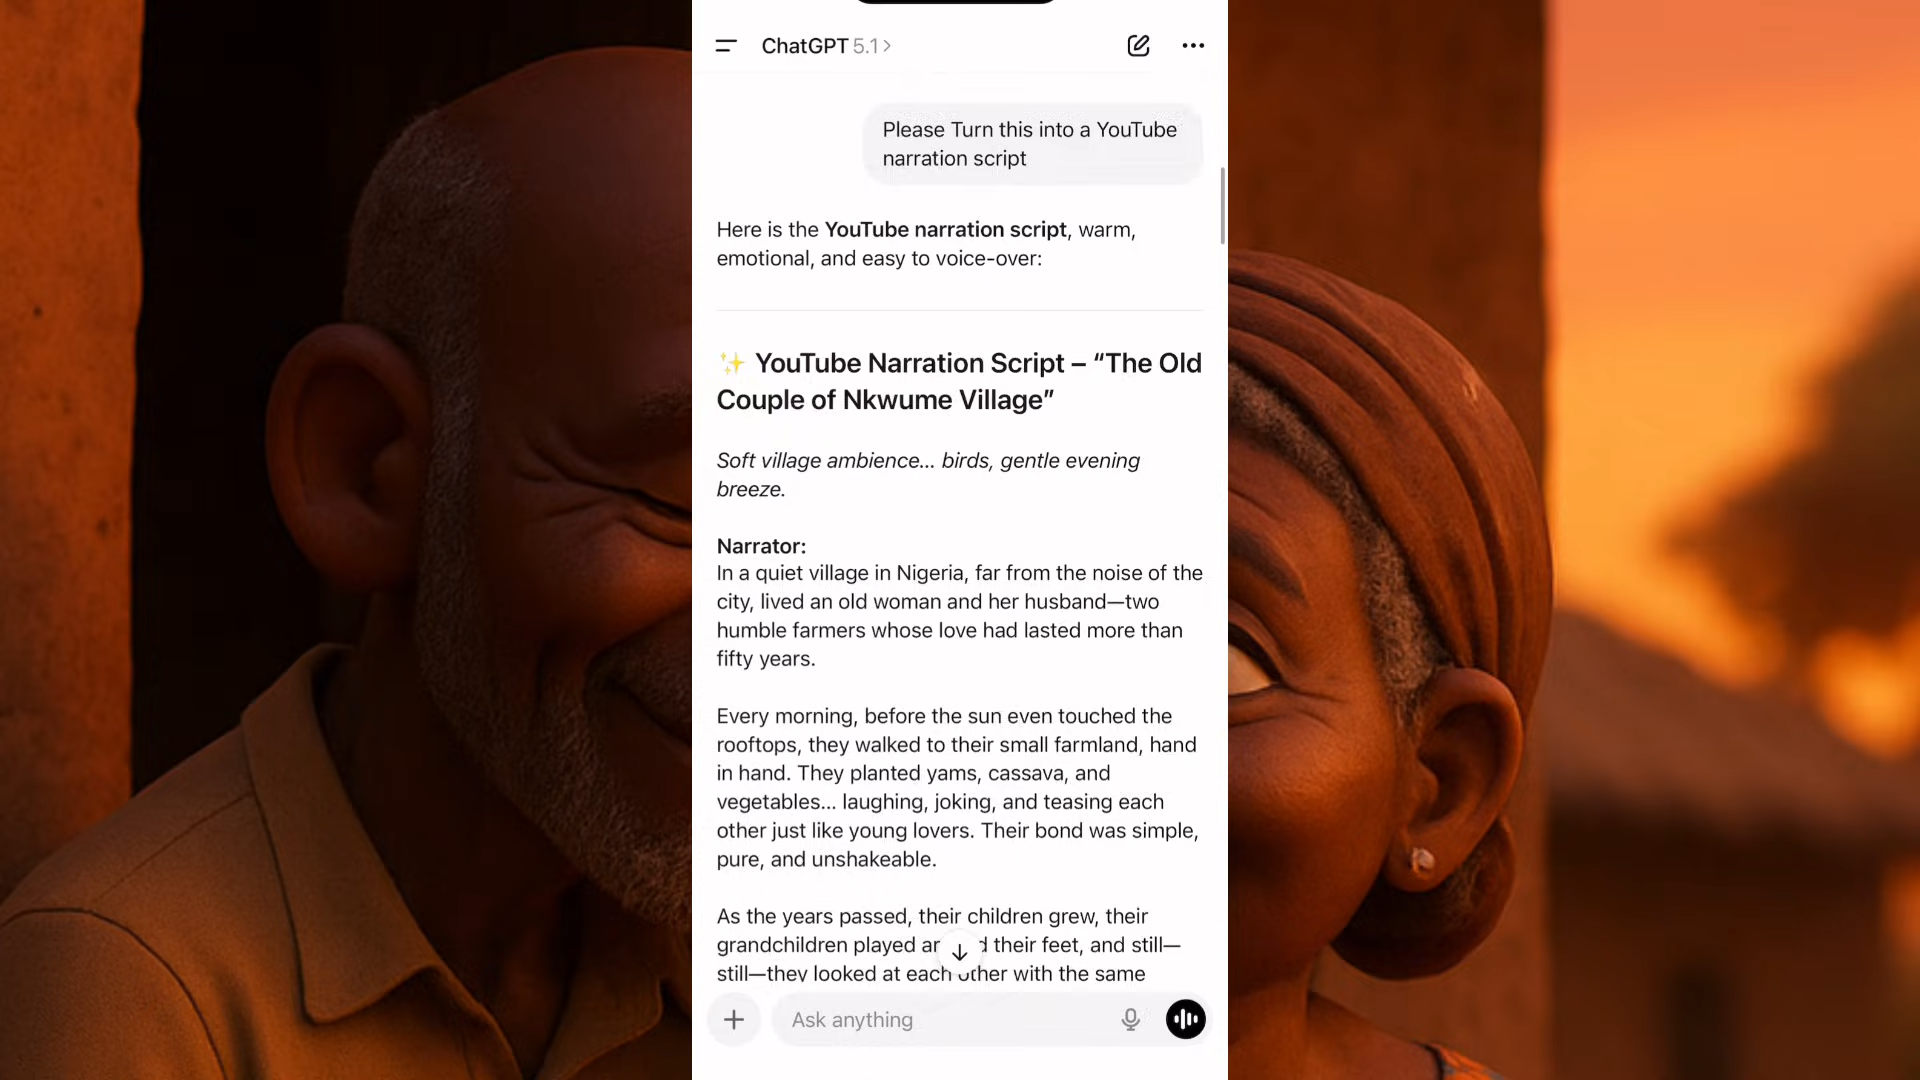 ChatGPT 5.1
Please Turn this into a YouTube
narration script
Here is the YouTube narration script, warm,
emotional, and easy to voice-over:
✨ YouTube Narration Script – “The Old
Couple of Nkwume Village”
Soft village ambience... birds, gentle evening
breeze.
Narrator:
In a quiet village in Nigeria, far from the noise of the
city, lived an old woman and her husband—two
humble farmers whose love had lasted more than
fifty years.
Every morning, before the sun even touched the
rooftops, they walked to their small farmland, hand
in hand. They planted yams, cassava, and
vegetables... laughing, joking, and teasing each
other just like young lovers. Their bond was simple,
pure, and unshakeable.
As the years passed, their children grew, their
grandchildren played their feet, and still—
still—they looked at each other with the same
Ask anything